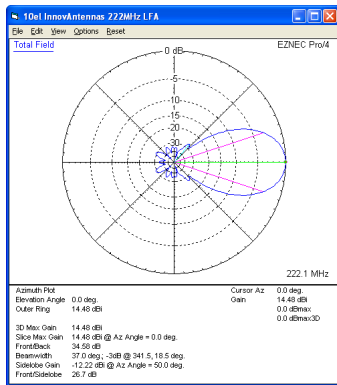 10el InnovAntennas 222MHz LFA
File Edit View Options Reset
Total Field
EZNEC Pro/4
0 dB
-5
-10
-15
-20
-30
222.1 MHz
Azimuth Plot
Elevation Angle 0.0 deg.
Outer Ring 14.48 dBi
Cursor Az 0.0 deg.
Gain 14.48 dBi
0.0 dBmax
0.0 dBmax3D
3D Max Gain 14.48 dBi
Slice Max Gain 14.48 dBi @ Az Angle = 0.0 deg.
Front/Back 34.58 dB
Beamwidth 37.0 deg.; -3dB @ 341.5, 18.5 deg.
Sidelobe Gain -12.22 dBi @ Az Angle = 50.0 deg.
Front/Sidelobe 26.7 dB